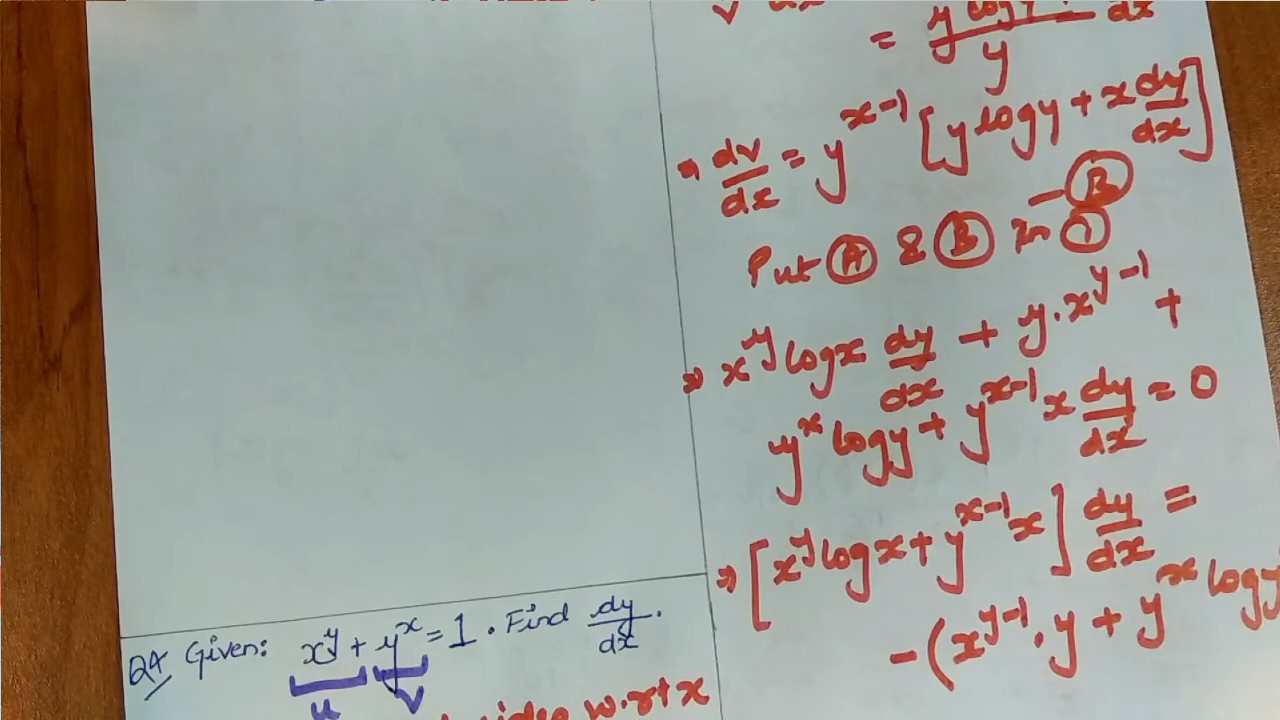 Q4 Given: x^y + y^x = 1. Find dy/dx.
u v
w.r.t x
= y log y dx
y
⇒ dv/dx = y^(x-1) [y log y + x dy/dx]
— (B)
Put (A) & (B) in (1)
⇒ x^y log x dy/dx + y.x^(y-1) +
y^x log y + y^(x-1) x dy/dx = 0
⇒ [x^y log x + y^(x-1) x] dy/dx =
-(x^(y-1).y + y^x log y